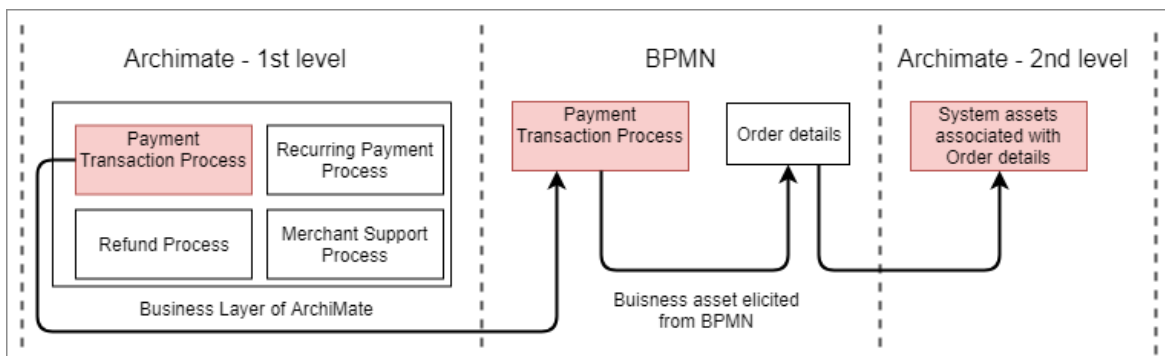 Archimate - 1st level
Payment
Transaction Process
Recurring Payment
Process
Refund Process
Merchant Support
Process
Business Layer of ArchiMate
BPMN
Payment
Transaction Process
Order details
Buisness asset elicited
from BPMN
Archimate - 2nd level
System assets
associated with
Order details